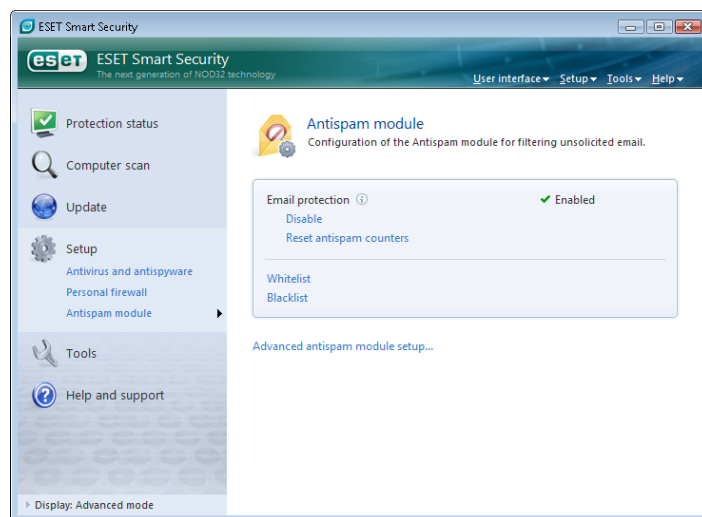 ESET Smart Security
eset ESET Smart Security
The next generation of NOD32 technology
User interface Setup Tools Help
Protection status
Computer scan
Update
Setup
Antivirus and antispyware
Personal firewall
Antispam module
Tools
Help and support
Display: Advanced mode
Antispam module
Configuration of the Antispam module for filtering unsolicited email.
Email protection Enabled
Disable
Reset antispam counters
Whitelist
Blacklist
Advanced antispam module setup...